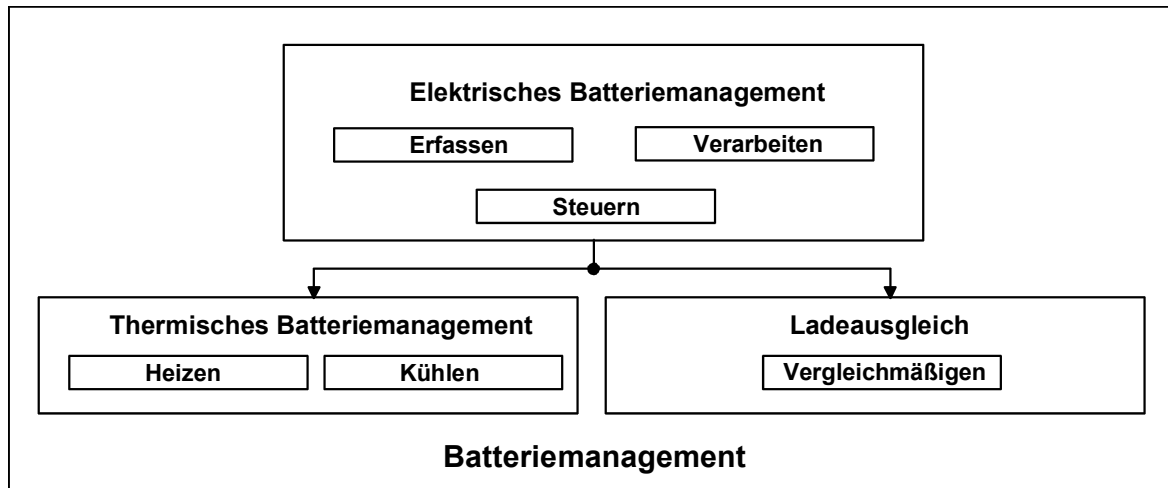 Elektrisches Batteriemanagement
Erfassen
Verarbeiten
Steuern
Thermisches Batteriemanagement
Heizen
Kühlen
Ladeausgleich
Vergleichmäßigen
Batteriemanagement